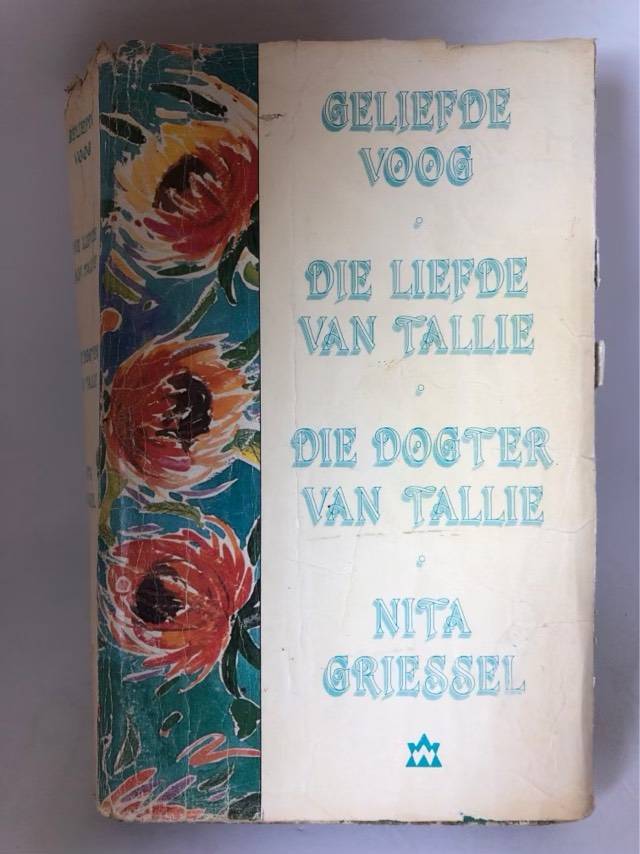 GELIEFDE
VOOG
DIE LIEFDE
VAN TALLIE
DIE DOGTER
VAN TALLIE
NITA
GRIESSEL